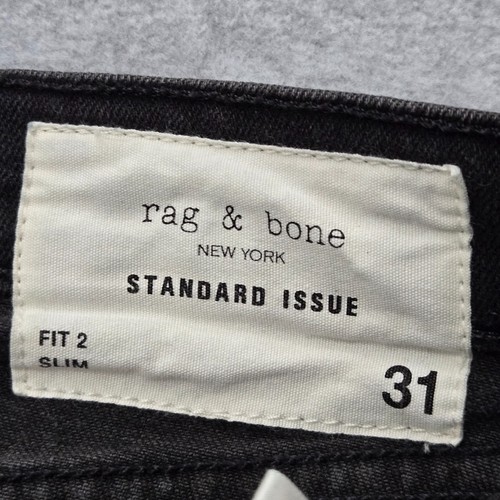 rag & bone
NEW YORK
STANDARD ISSUE
FIT 2
SLIM
31